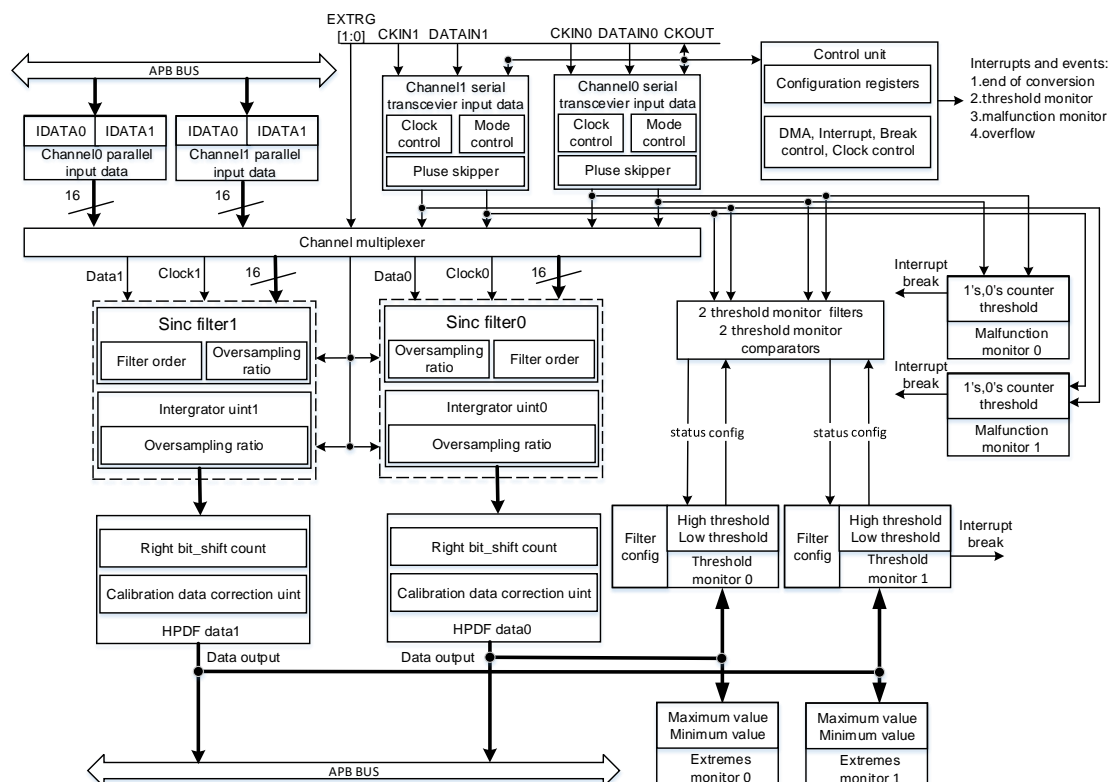 EXTRG
[1:0] CKIN1 DATAIN1 CKIN0 DATAIN0 CKOUT
APB BUS
IDATA0 IDATA1
Channel0 parallel
input data
IDATA0 IDATA1
Channel1 parallel
input data
16
16
Channel1 serial
transcevier input data
Clock
control
Mode
control
Pluse skipper
Channel0 serial
transcevier input data
Clock
control
Mode
control
Pluse skipper
Control unit
Configuration registers
DMA, Interrupt, Break
control, Clock control
Interrupts and events:
1.end of conversion
2.threshold monitor
3.malfunction monitor
4.overflow
Channel multiplexer
Data1
Clock1
16
Data0
Clock0
16
Sinc filter1
Filter order
Oversampling
ratio
Intergrator uint1
Oversampling ratio
Sinc filter0
Oversampling
ratio
Filter order
Intergrator uint0
Oversampling ratio
2 threshold monitor filters
2 threshold monitor
comparators
Interrupt
break
1's,0's counter
threshold
Malfunction
monitor 0
Interrupt
break
1's,0's counter
threshold
Malfunction
monitor 1
status config
status config
Right bit_shift count
Calibration data correction uint
HPDF data1
Right bit_shift count
Calibration data correction uint
HPDF data0
Filter
config
High threshold
Low threshold
Threshold
monitor 0
Filter
config
High threshold
Low threshold
Threshold
monitor 1
Interrupt
break
Data output
Data output
Maximum value
Minimum value
Extremes
monitor 0
Maximum value
Minimum value
Extremes
monitor 1
APB BUS